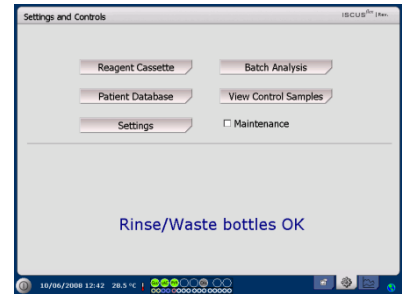 Settings and Controls
Reagent Cassette
Batch Analysis
Patient Database
View Control Samples
Settings
Maintenance
Rinse/Waste bottles OK
10/06/2008 12:42 28.5 °C